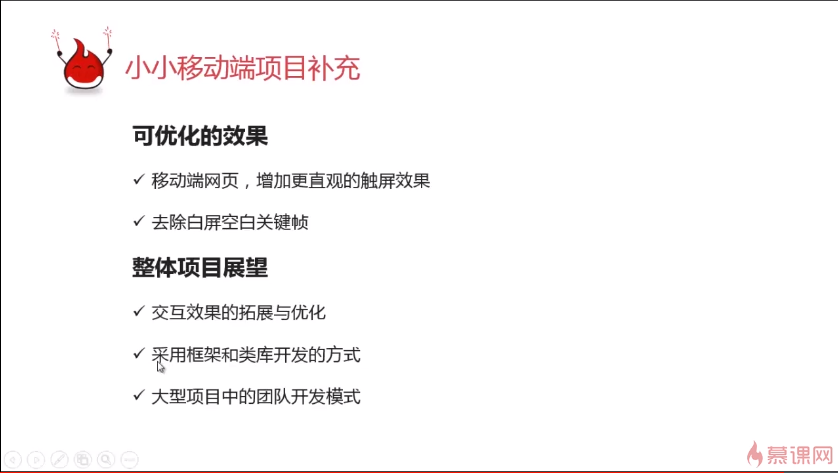 小小移动端项目补充
可优化的效果
✓ 移动端网页，增加更直观的触屏效果
✓ 去除白屏空白关键帧
整体项目展望
✓ 交互效果的拓展与优化
✓ 采用框架和类库开发的方式
✓ 大型项目中的团队开发模式
慕课网